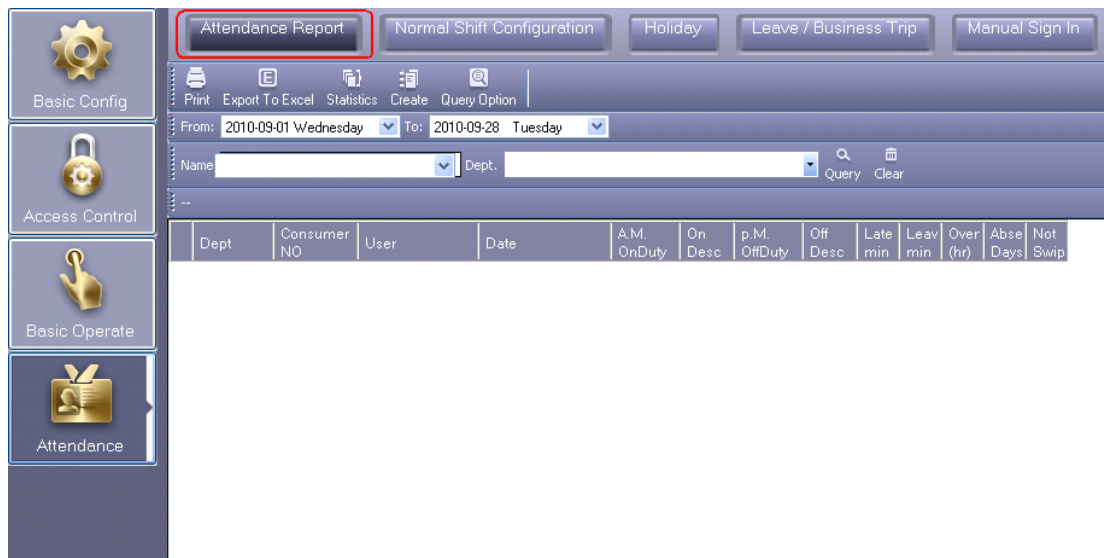 Attendance Report Normal Shift Configuration Holiday Leave / Business Trip Manual Sign In
Basic Config
Access Control
Basic Operate
Attendance
Print Export To Excel Statistics Create Query Option
From: 2010-09-01 Wednesday To: 2010-09-28 Tuesday
Name Dept. Query Clear
--
Dept Consumer NO User Date A.M. OnDuty On Desc p.M. OffDuty Off Desc Late min Leav min Over (hr) Abse Days Not Swip